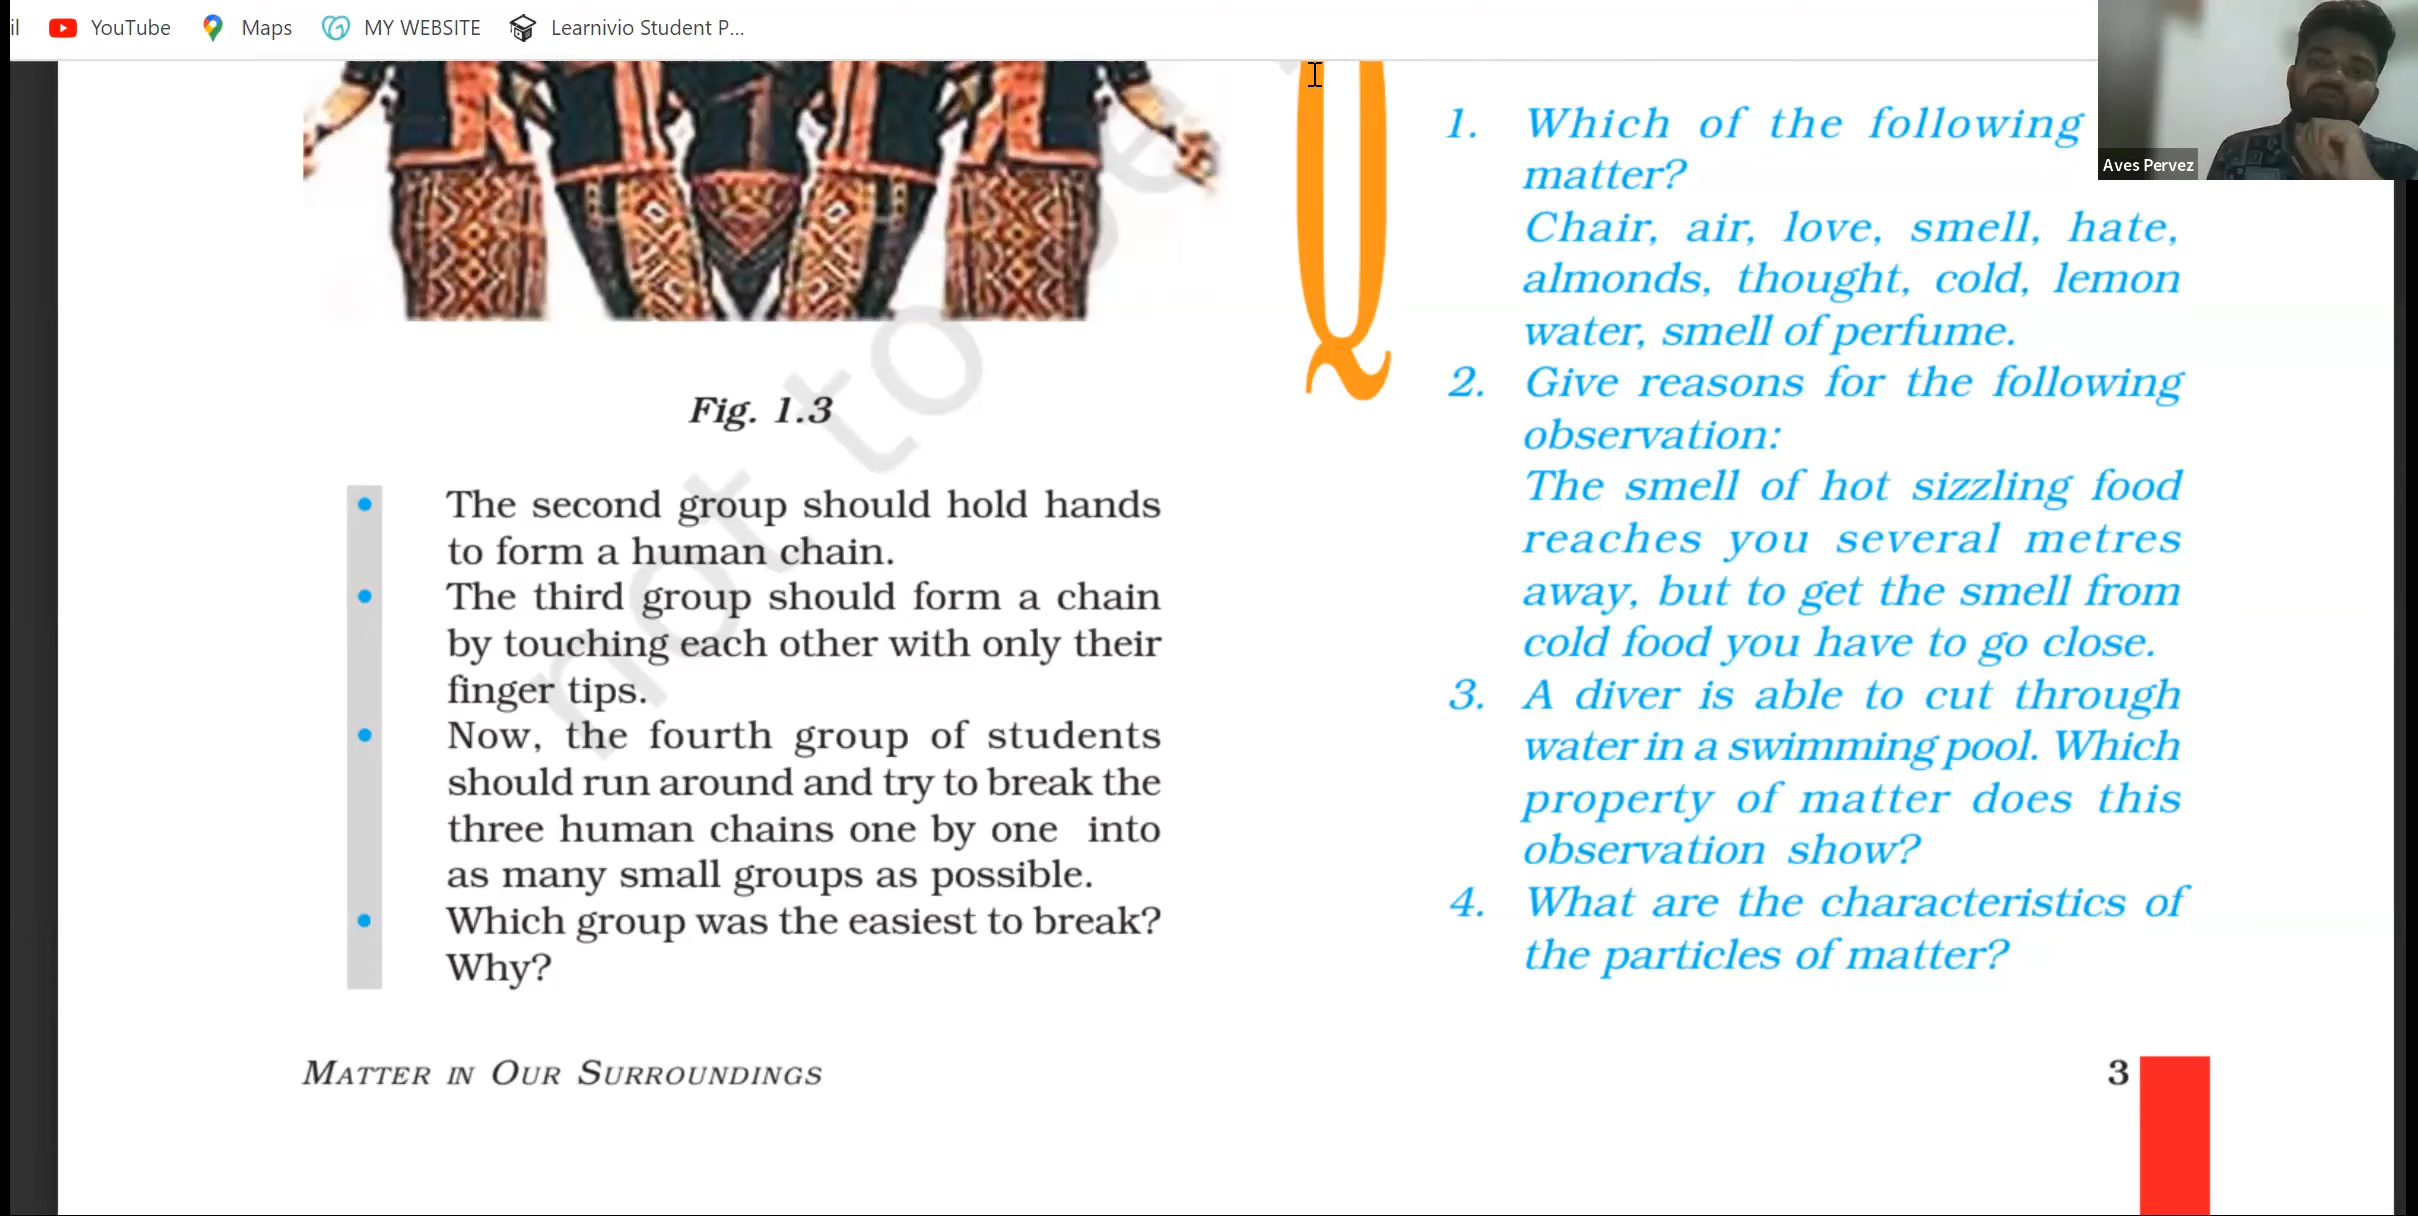 il YouTube Maps MY WEBSITE Learnivio Student P...
Aves Pervez
Fig. 1.3
• The second group should hold hands
to form a human chain.
• The third group should form a chain
by touching each other with only their
finger tips.
• Now, the fourth group of students
should run around and try to break the
three human chains one by one into
as many small groups as possible.
• Which group was the easiest to break?
Why?
MATTER IN OUR SURROUNDINGS
Q
1. Which of the following
matter?
Chair, air, love, smell, hate,
almonds, thought, cold, lemon
water, smell of perfume.
2. Give reasons for the following
observation:
The smell of hot sizzling food
reaches you several metres
away, but to get the smell from
cold food you have to go close.
3. A diver is able to cut through
water in a swimming pool. Which
property of matter does this
observation show?
4. What are the characteristics of
the particles of matter?
3
not to be